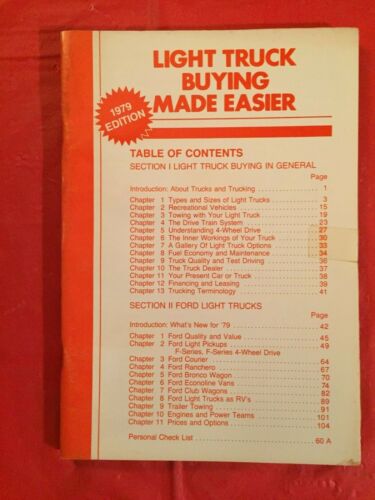 LIGHT TRUCK
BUYING
MADE EASIER
1979
EDITION
TABLE OF CONTENTS
SECTION I LIGHT TRUCK BUYING IN GENERAL
Page
Introduction: About Trucks and Trucking 1
Chapter 1 Types and Sizes of Light Trucks 3
Chapter 2 Recreational Vehicles 15
Chapter 3 Towing with Your Light Truck 19
Chapter 4 The Drive Train System 23
Chapter 5 Understanding 4-Wheel Drive 27
Chapter 6 The Inner Workings of Your Truck 30
Chapter 7 A Gallery Of Light Truck Options 33
Chapter 8 Fuel Economy and Maintenance 34
Chapter 9 Truck Quality and Test Driving 36
Chapter 10 The Truck Dealer 37
Chapter 11 Your Present Car or Truck 38
Chapter 12 Financing and Leasing 39
Chapter 13 Trucking Terminology 41
SECTION II FORD LIGHT TRUCKS
Page
Introduction: What's New for '79 42
Chapter 1 Ford Quality and Value 45
Chapter 2 Ford Light Pickups 49
F-Series, F-Series 4-Wheel Drive
Chapter 3 Ford Courier 64
Chapter 4 Ford Ranchero 67
Chapter 5 Ford Bronco Wagon 70
Chapter 6 Ford Econoline Vans 74
Chapter 7 Ford Club Wagons 82
Chapter 8 Ford Light Trucks as RV's 89
Chapter 9 Trailer Towing 91
Chapter 10 Engines and Power Teams 101
Chapter 11 Prices and Options 104
Personal Check List 60 A